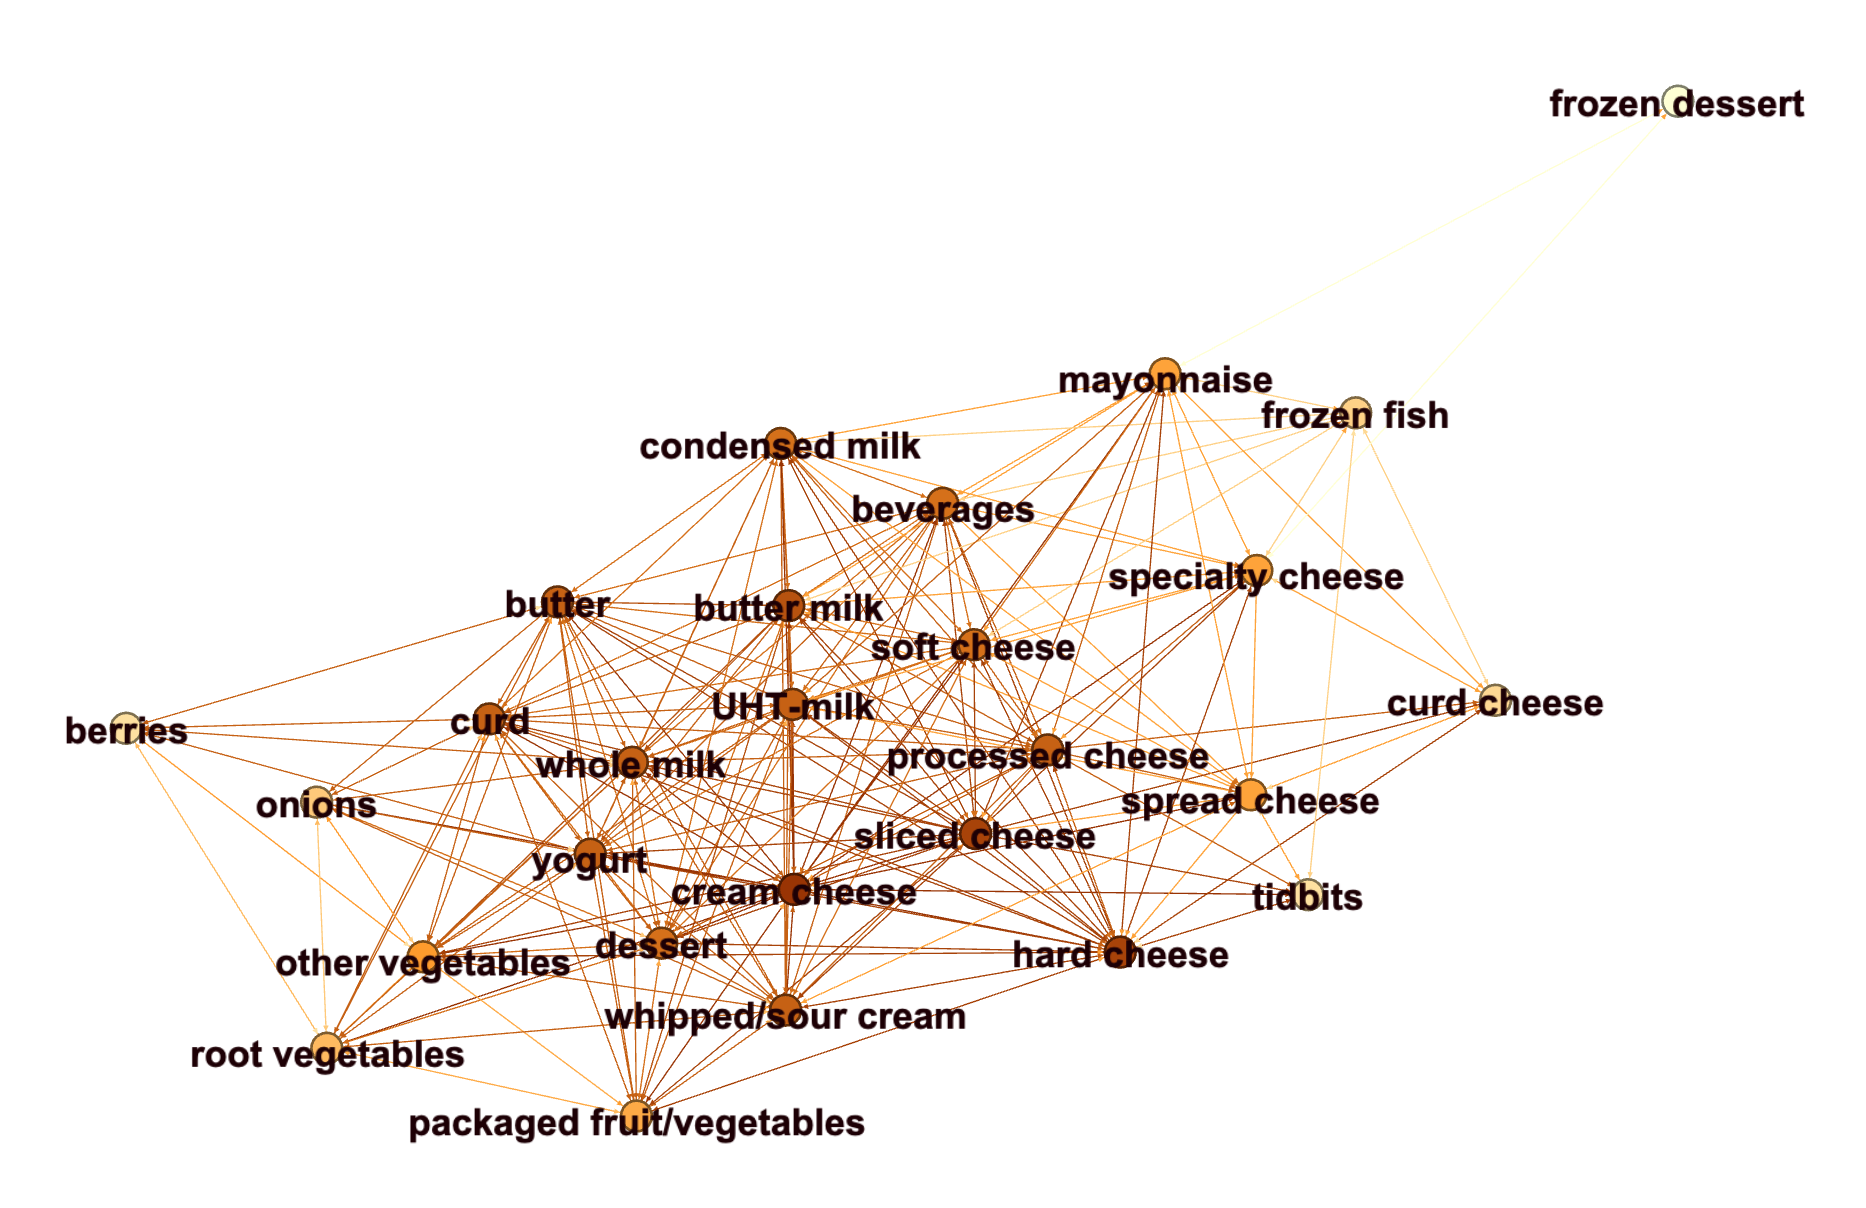 frozen dessert
mayonnaise
frozen fish
condensed milk
beverages
specialty cheese
butter
butter milk
soft cheese
curd cheese
UHT-milk
curd
berries
whole milk
processed cheese
spread cheese
onions
sliced cheese
yogurt
cream cheese
tidbits
dessert
hard cheese
other vegetables
whipped/sour cream
root vegetables
packaged fruit/vegetables